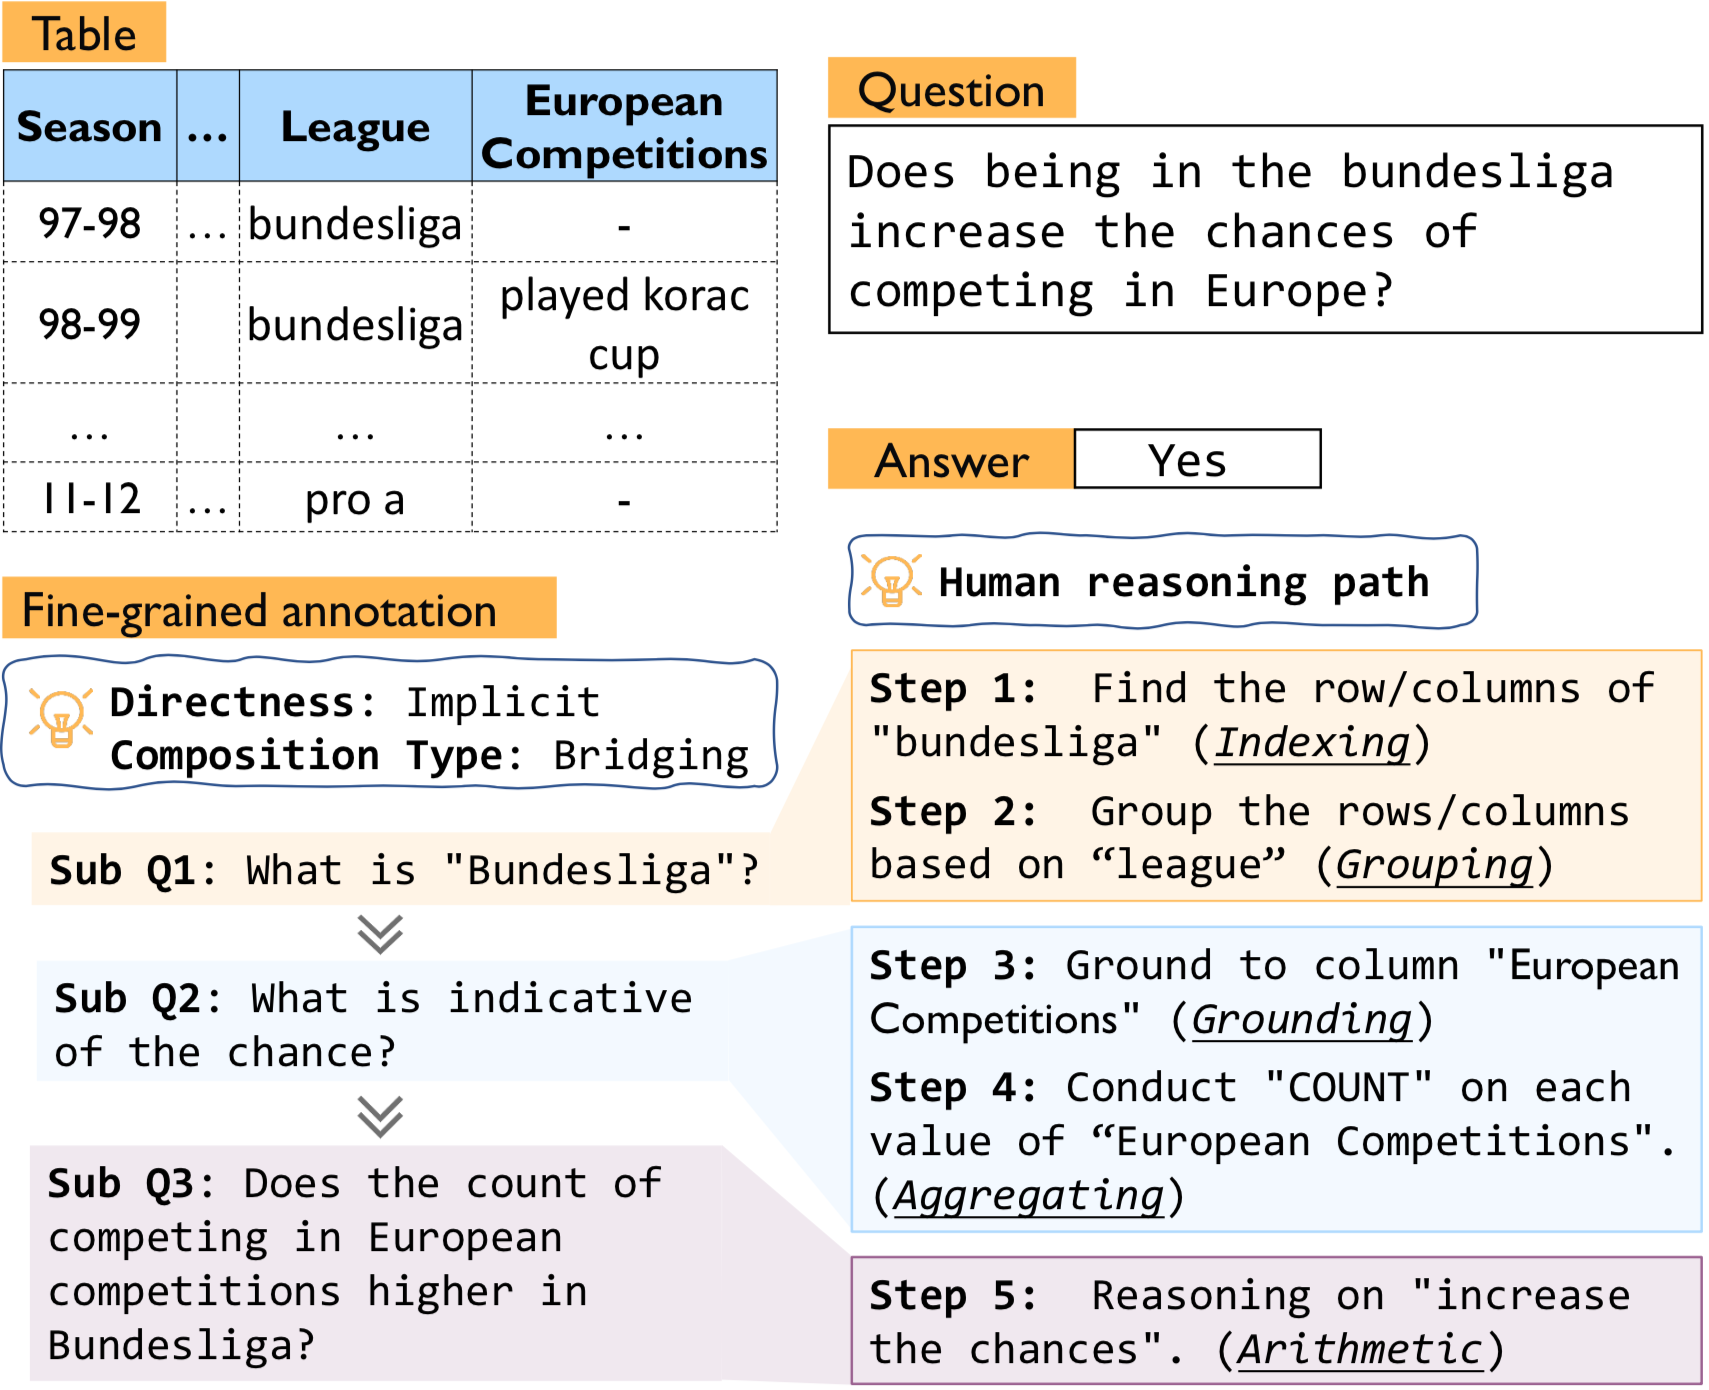 Table
Season … League European Competitions
97-98 … bundesliga -
98-99 bundesliga played korac cup
… … …
11-12 … pro a -
Question
Does being in the bundesliga
increase the chances of
competing in Europe?
Answer Yes
Fine-grained annotation
Directness: Implicit
Composition Type: Bridging
Sub Q1: What is "Bundesliga"?
Sub Q2: What is indicative
of the chance?
Sub Q3: Does the count of
competing in European
competitions higher in
Bundesliga?
Human reasoning path
Step 1: Find the row/columns of
"bundesliga" (Indexing)
Step 2: Group the rows/columns
based on “league” (Grouping)
Step 3: Ground to column "European
Competitions" (Grounding)
Step 4: Conduct "COUNT" on each
value of “European Competitions".
(Aggregating)
Step 5: Reasoning on "increase
the chances". (Arithmetic)